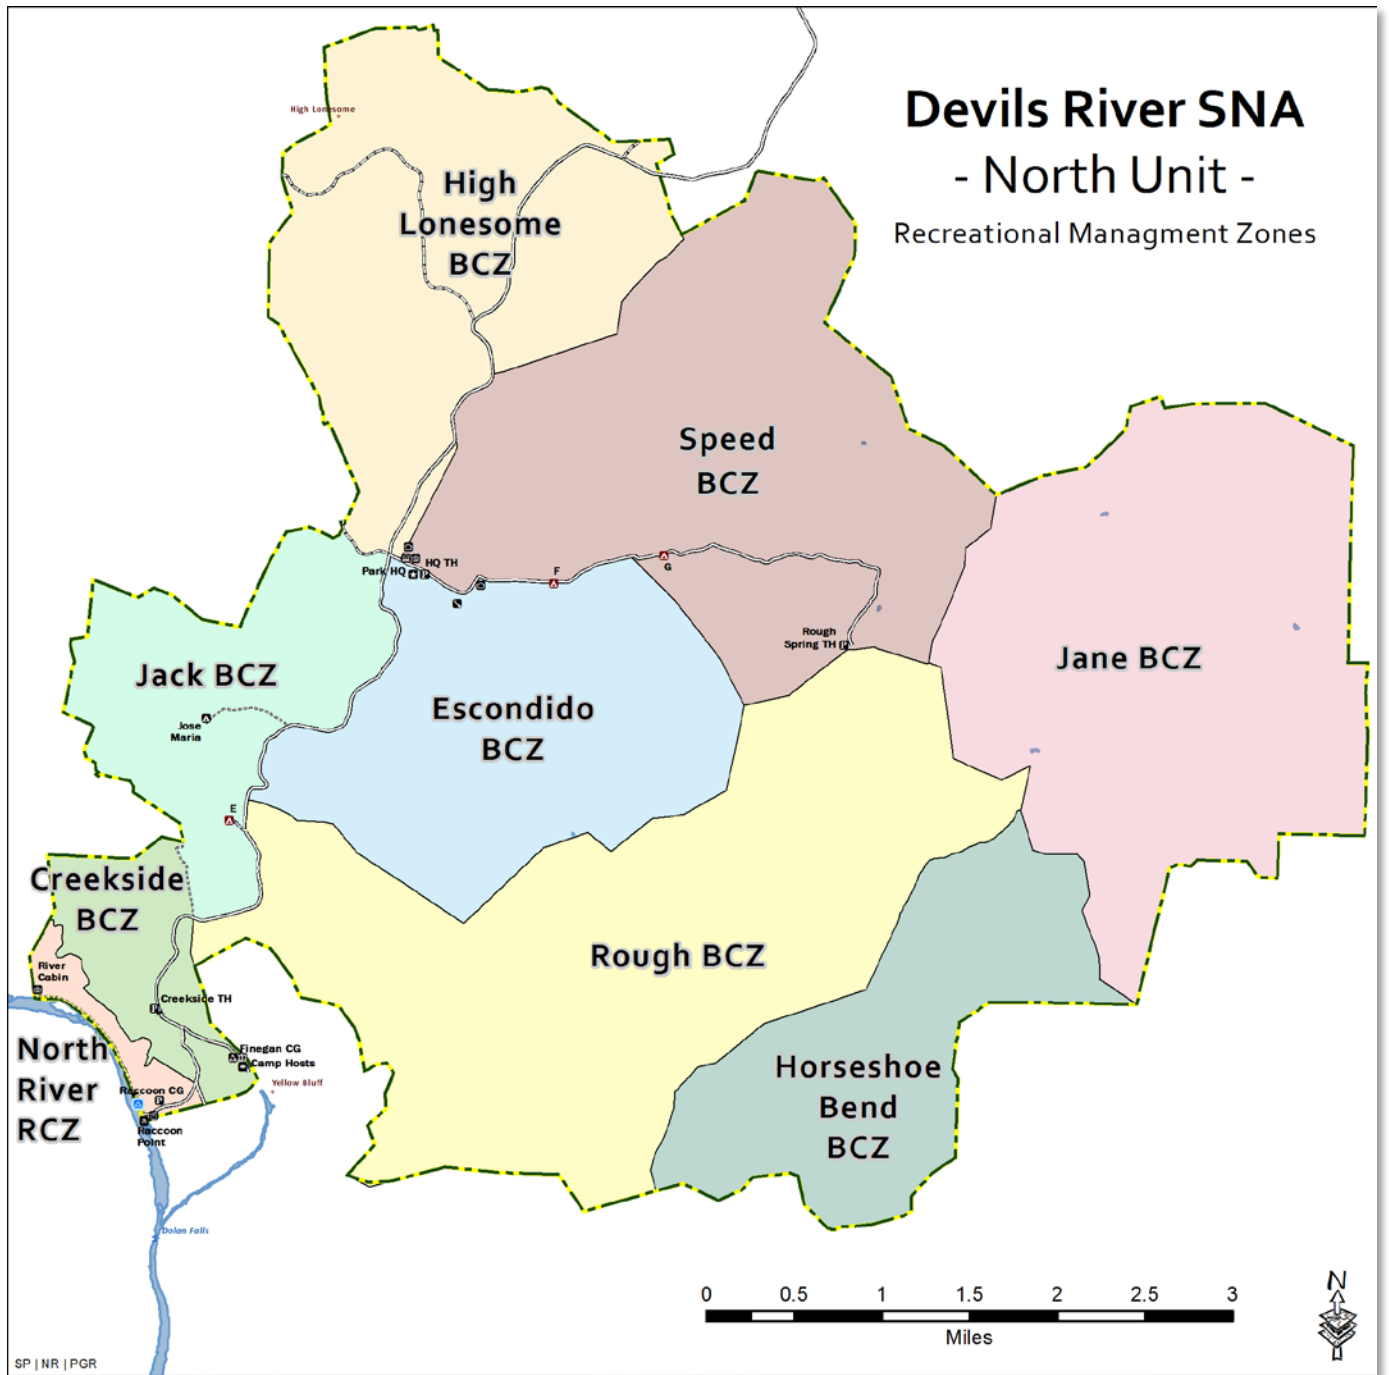 Devils River SNA
- North Unit -
Recreational Managment Zones
High Lonesome
High
Lonesome
BCZ
Speed
BCZ
HQ TH
Park HQ
F
G
Rough
Spring TH
Jane BCZ
Jack BCZ
Jose
Maria
Escondido
BCZ
E
Creekside
BCZ
Rough BCZ
River
Cabin
Creekside TH
North
River
RCZ
Finegan CG
Camp Hosts
Yellow Bluff
Raccoon CG
Raccoon
Point
Horseshoe
Bend
BCZ
Dolan Falls
N
0 0.5 1 1.5 2 2.5 3
Miles
SP | NR | PGR